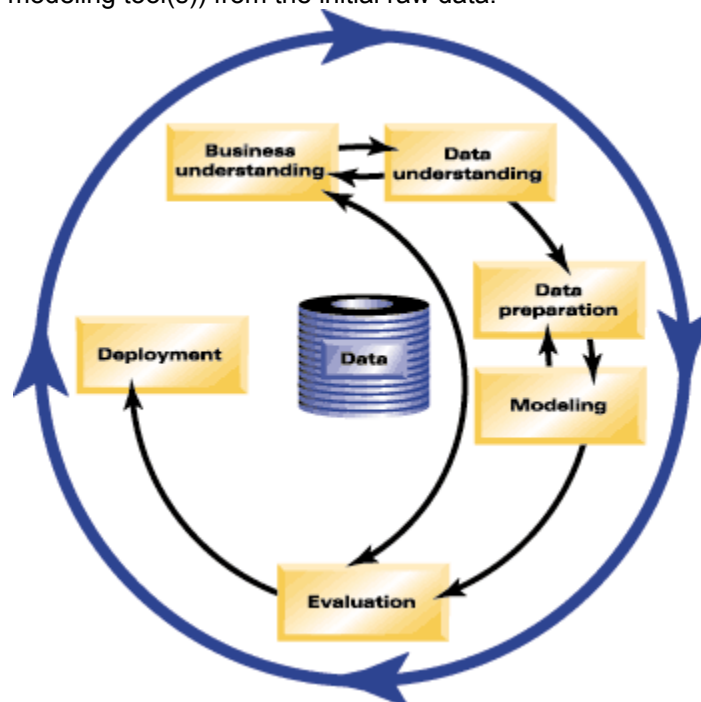 modeling tool(s)) from the initial raw data.
Business
understanding
Data
understanding
Data
preparation
Modeling
Evaluation
Deployment
Data